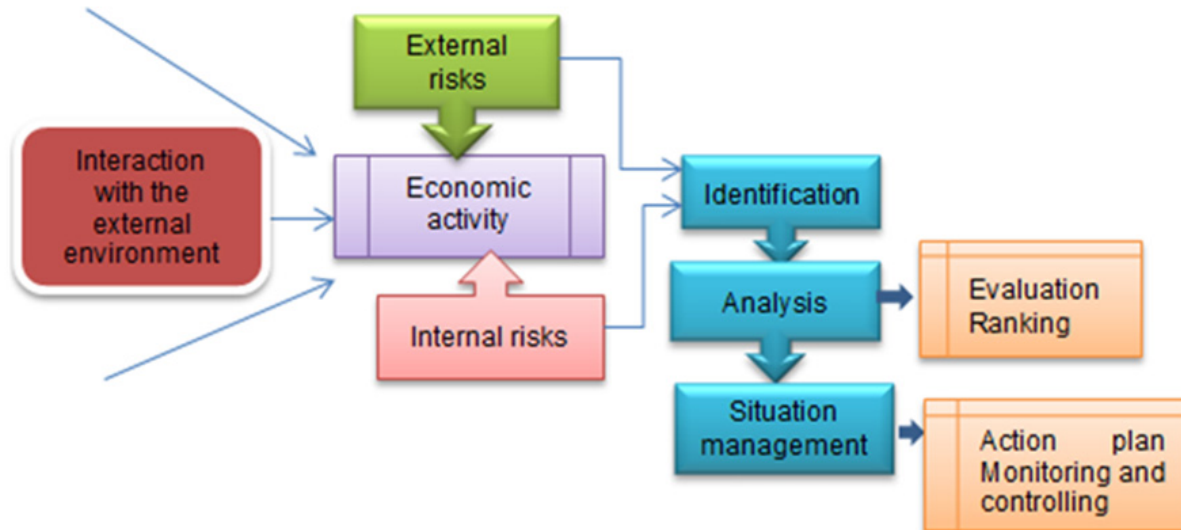 External
risks
Interaction
with the
external
environment
Economic
activity
Internal risks
Identification
Analysis
Evaluation
Ranking
Situation
management
Action plan
Monitoring and
controlling